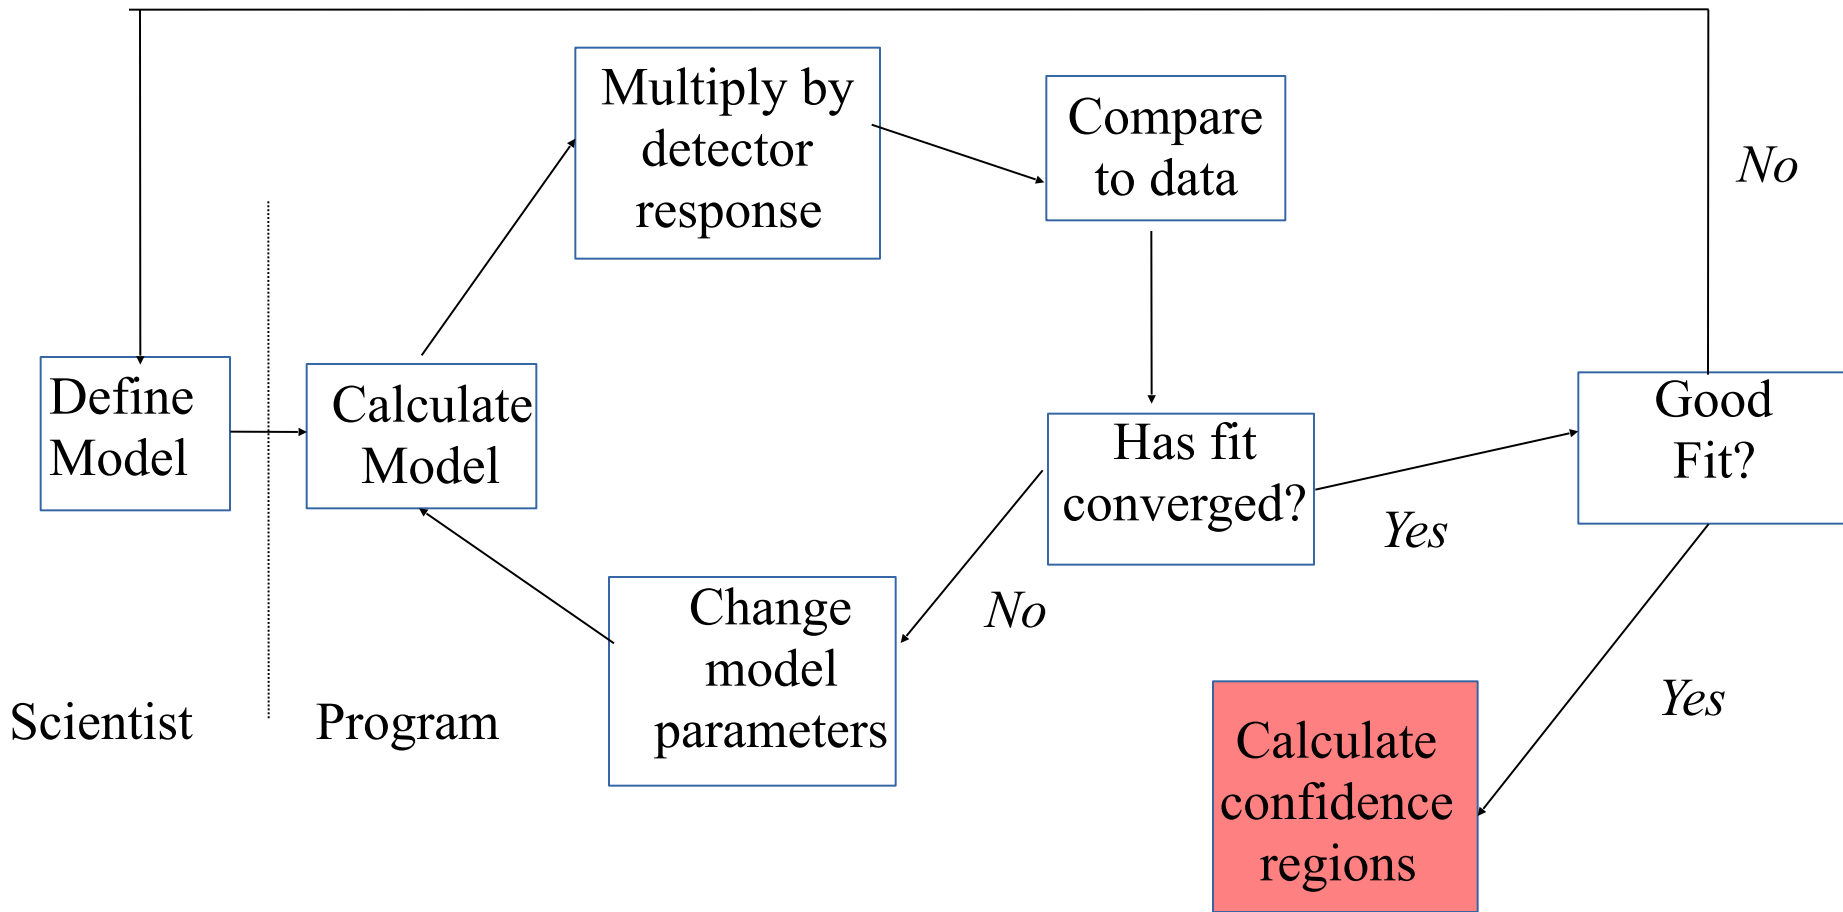 Multiply by
detector
response
Compare
to data
No
Define
Model
Calculate
Model
Has fit
converged?
Good
Fit?
Yes
No
Change
model
parameters
Scientist
Program
Yes
Calculate
confidence
regions